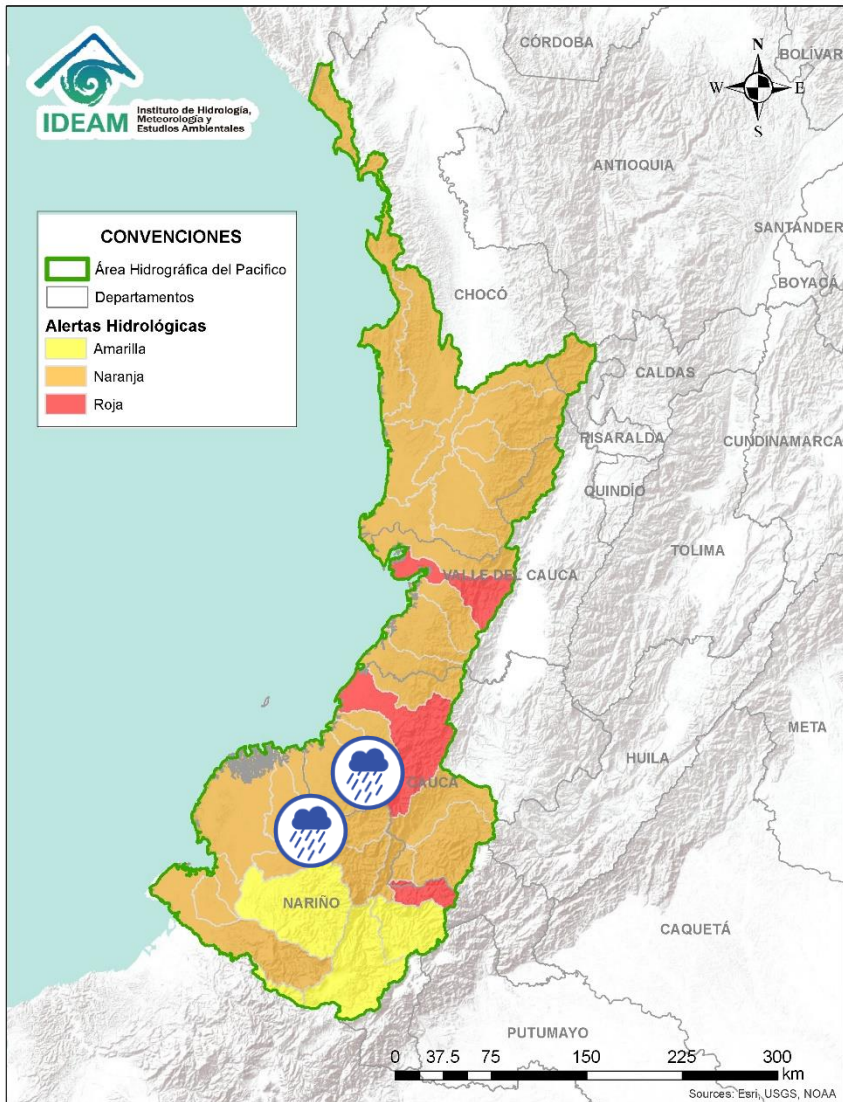 IDEAM
Instituto de Hidrología,
Meteorología y
Estudios Ambientales
CÓRDOBA
BOLÍVAR
N
W
E
S
ANTIOQUIA
SANTANDER
BOYACÁ
CONVENCIONES
Área Hidrográfica del Pacifico
Departamentos
Alertas Hidrológicas
Amarilla
Naranja
Roja
CHOCÓ
CALDAS
RISARALDA
CUNDINAMARCA
QUINDÍO
TOLIMA
VALLE DEL CAUCA
META
HUILA
CAUCA
NARIÑO
CAQUETÁ
PUTUMAYO
0 37.5 75 150 225 300
km
Sources: Esri, USGS, NOAA